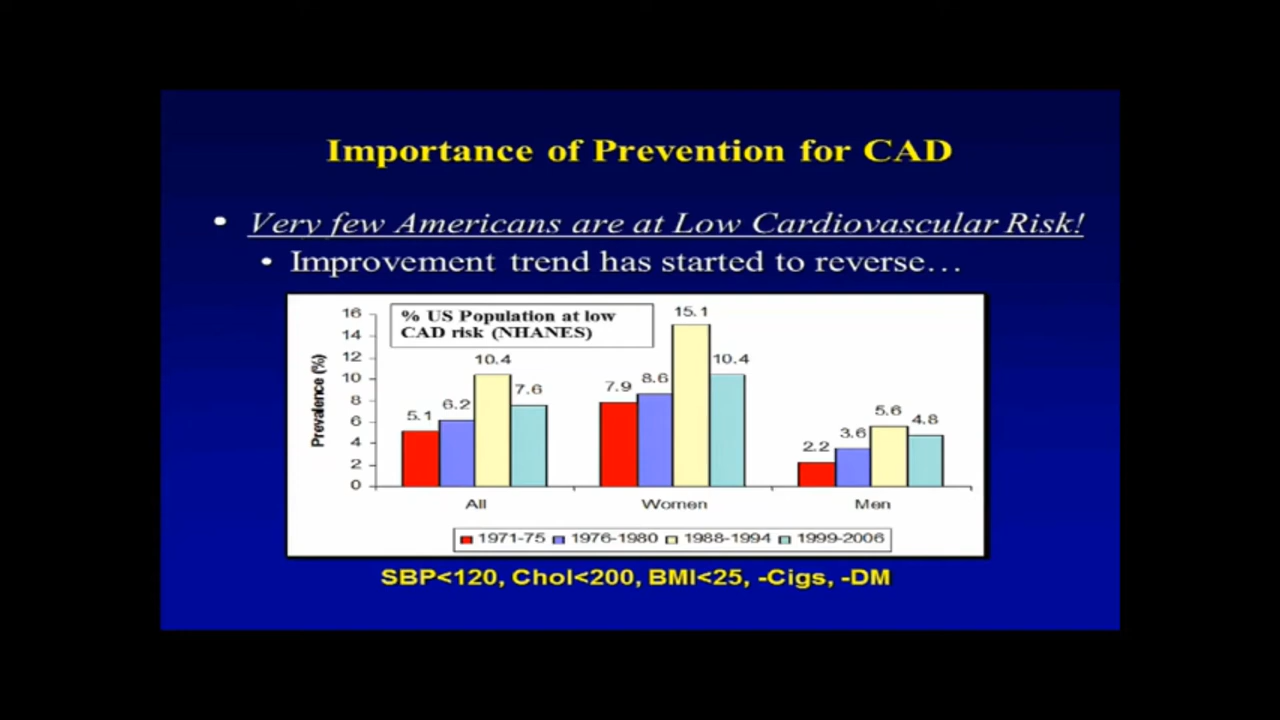 Importance of Prevention for CAD
• Very few Americans are at Low Cardiovascular Risk!
• Improvement trend has started to reverse…
% US Population at low
CAD risk (NHANES)
Prevalence (%)
16
14
12
10
8
6
4
2
0
5.1
6.2
10.4
7.6
7.9
8.6
15.1
10.4
2.2
3.6
5.6
4.8
All
Women
Men
1971-75 1976-1980 1988-1994 1999-2006
SBP<120, Chol<200, BMI<25, -Cigs, -DM